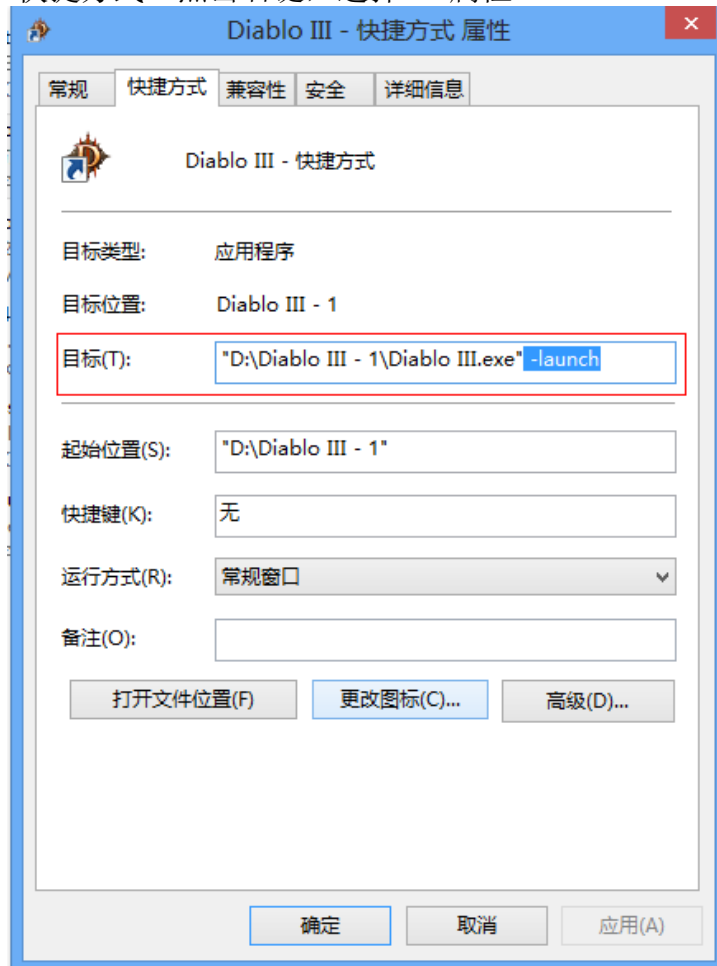 Diablo III - 快捷方式 属性
常规 快捷方式 兼容性 安全 详细信息
Diablo III - 快捷方式
目标类型: 应用程序
目标位置: Diablo III - 1
目标(T): "D:\Diablo III - 1\Diablo III.exe" -launch
起始位置(S): "D:\Diablo III - 1"
快捷键(K): 无
运行方式(R): 常规窗口
备注(O):
打开文件位置(F) 更改图标(C)... 高级(D)...
确定 取消 应用(A)